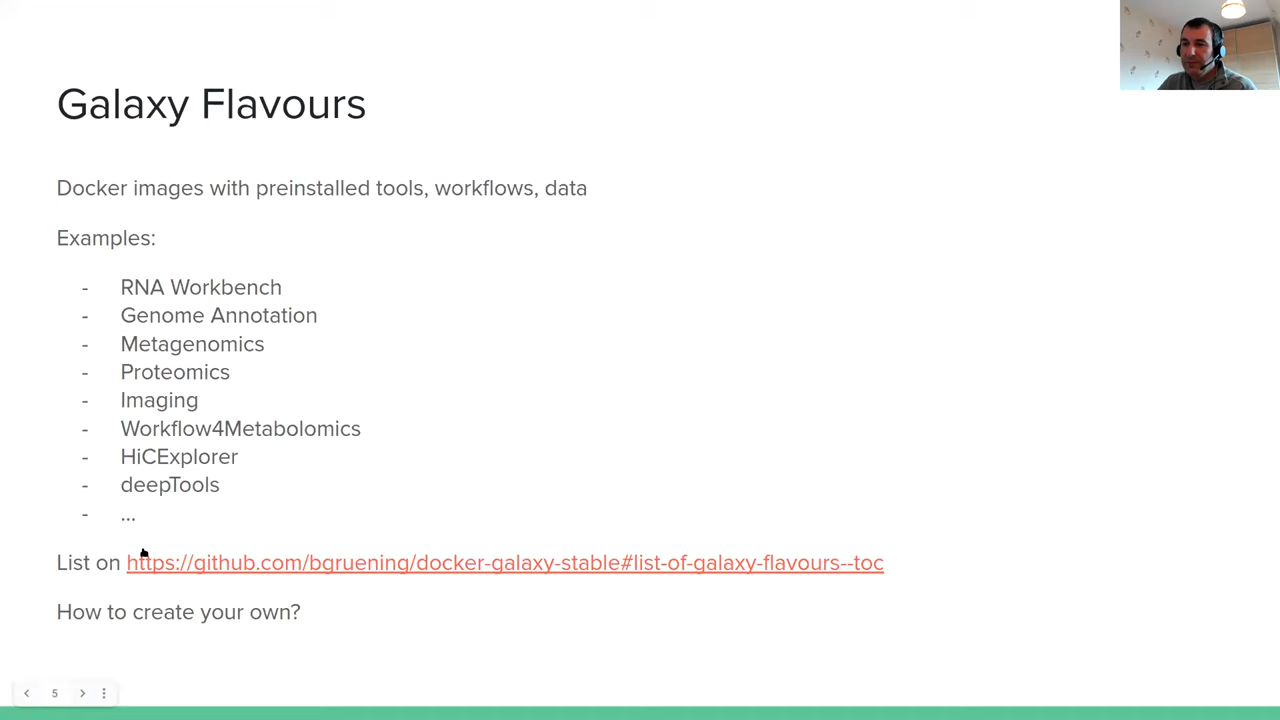 Galaxy Flavours
Docker images with preinstalled tools, workflows, data
Examples:
- RNA Workbench
- Genome Annotation
- Metagenomics
- Proteomics
- Imaging
- Workflow4Metabolomics
- HiCExplorer
- deepTools
- ...
List on https://github.com/bgruening/docker-galaxy-stable#list-of-galaxy-flavours--toc
How to create your own?
5